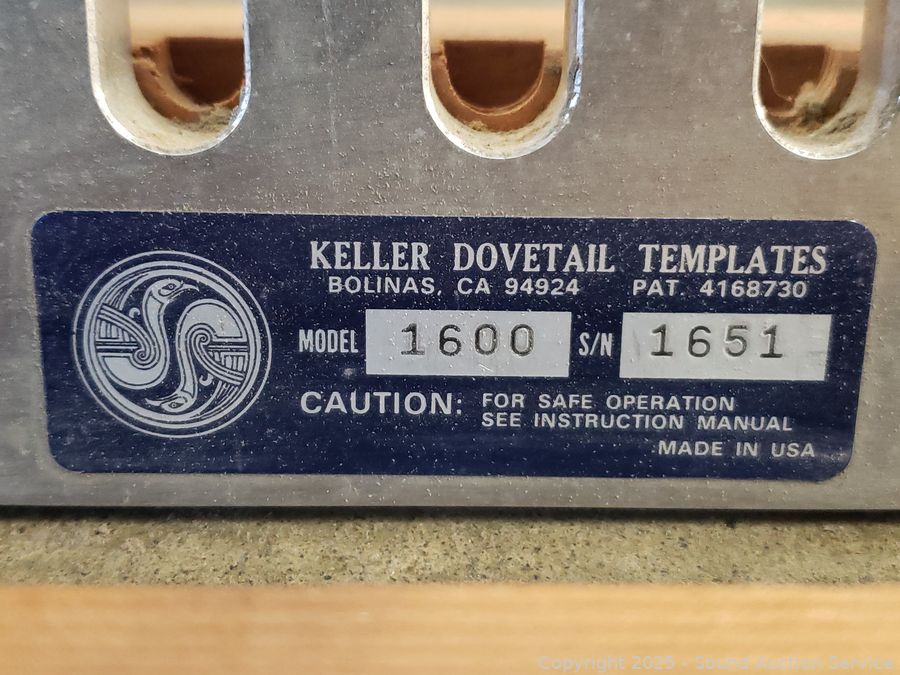 KELLER DOVETAIL TEMPLATES
BOLINAS, CA 94924 PAT. 4168730
MODEL 1600 S/N 1651
CAUTION: FOR SAFE OPERATION
SEE INSTRUCTION MANUAL
MADE IN USA
Copyright 2025 - Sound Auction Service